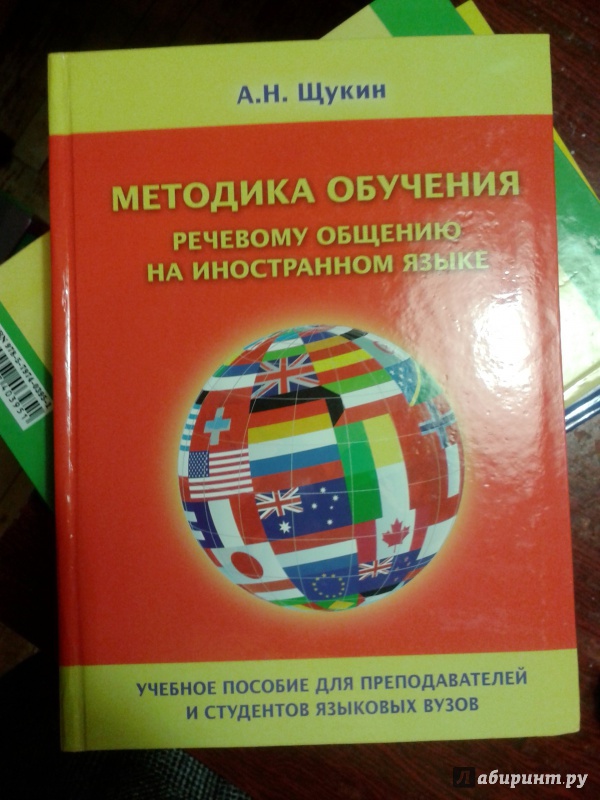 А.Н. Щукин
МЕТОДИКА ОБУЧЕНИЯ
РЕЧЕВОМУ ОБЩЕНИЮ
НА ИНОСТРАННОМ ЯЗЫКЕ
УЧЕБНОЕ ПОСОБИЕ ДЛЯ ПРЕПОДАВАТЕЛЕЙ
И СТУДЕНТОВ ЯЗЫКОВЫХ ВУЗОВ
Лабиринт.ру